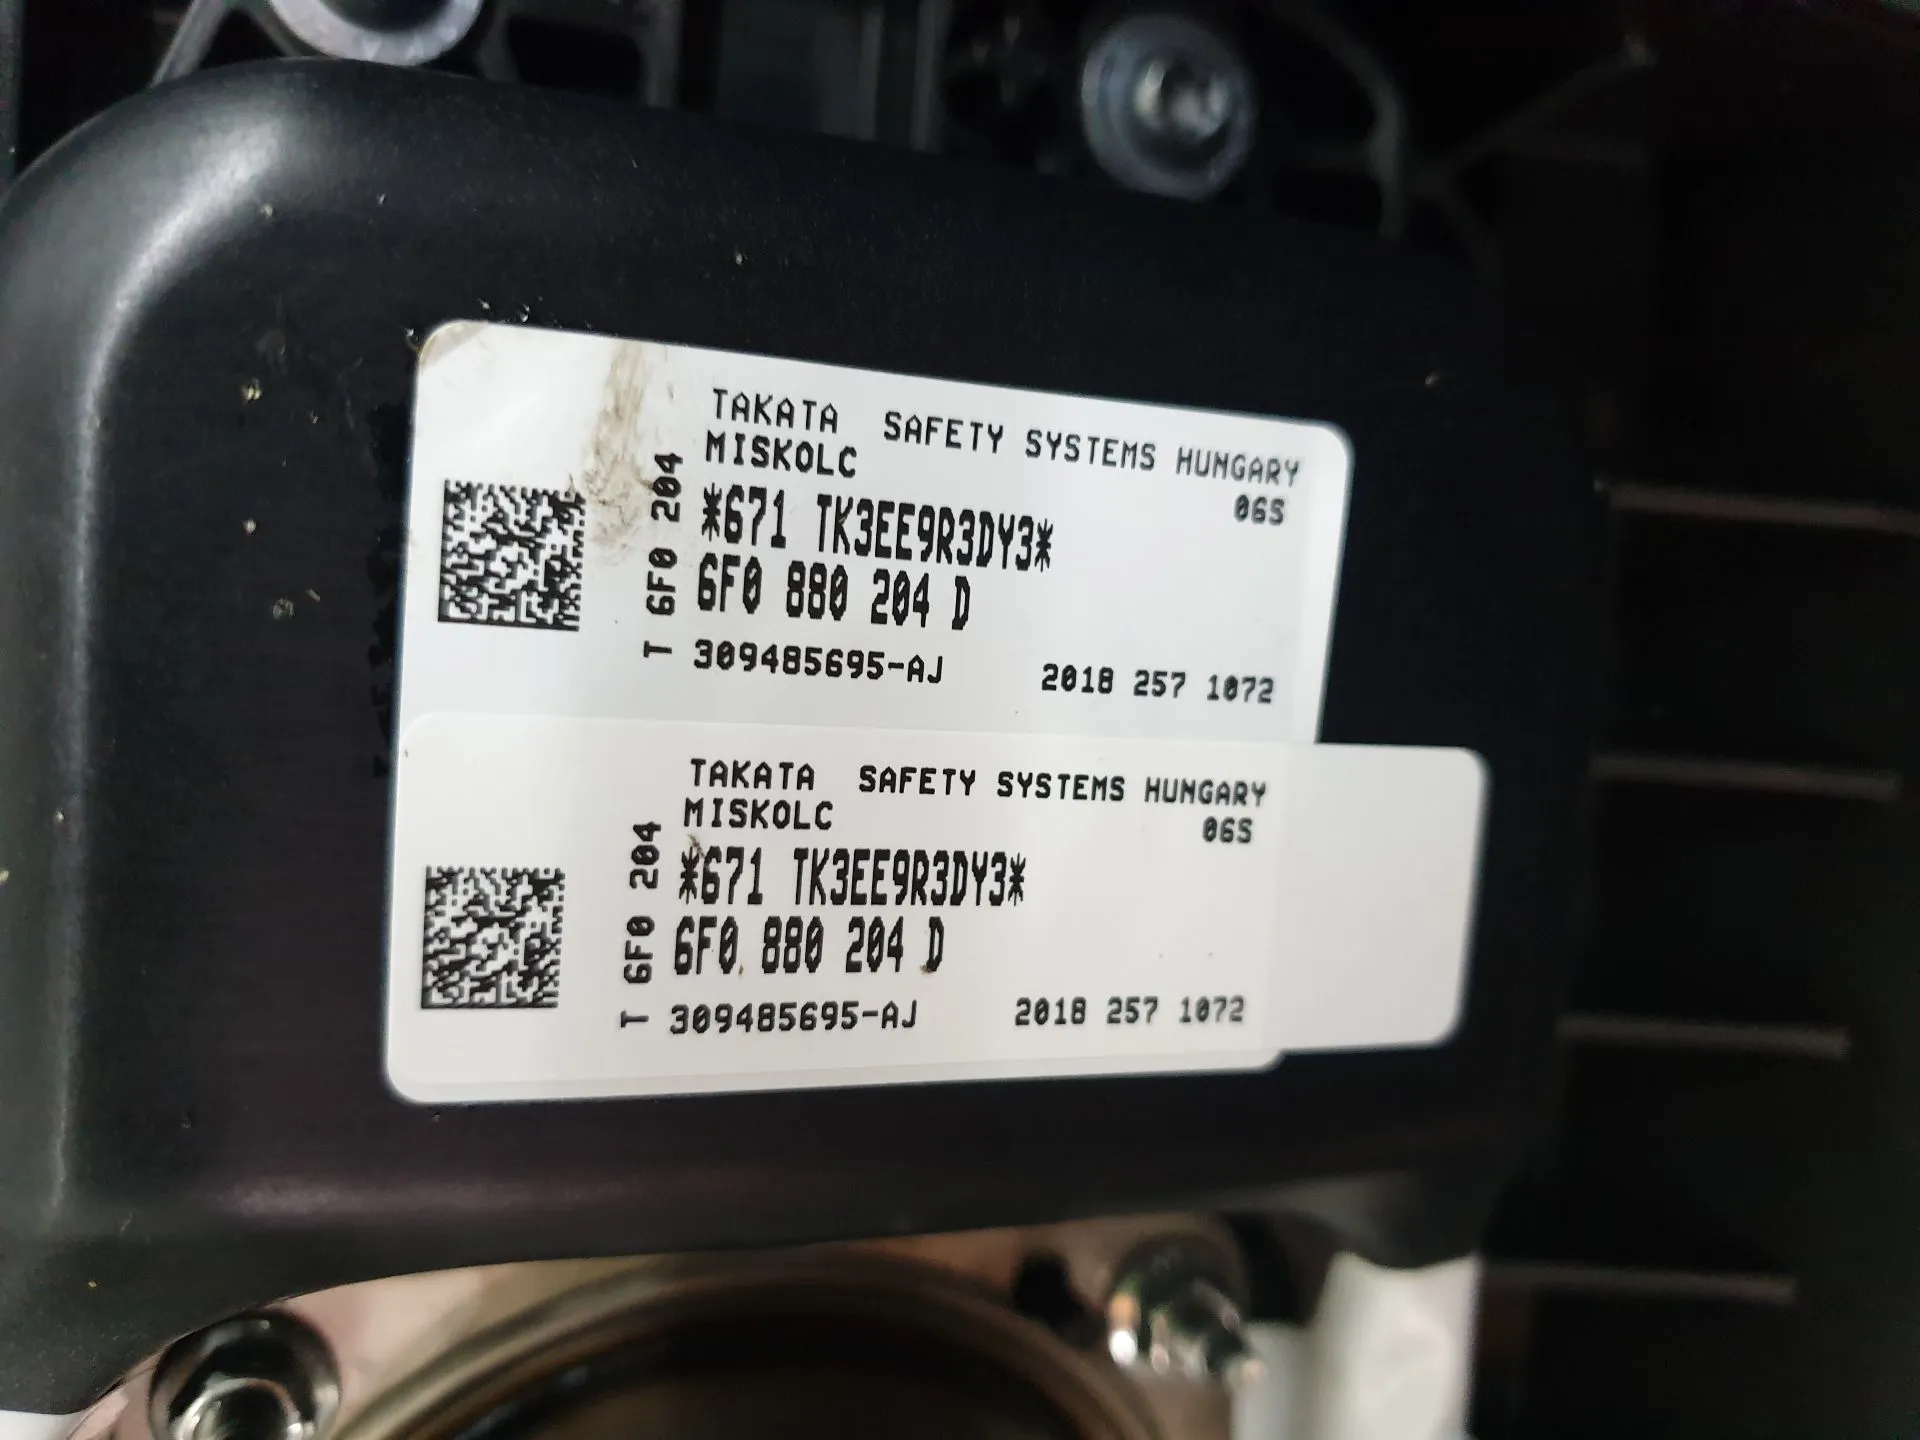 TAKATA SAFETY SYSTEMS HUNGARY
MISKOLC
06S
*671 TK3EE9R3DY3*
6F0 880 204 D
T 6F0 204
309485695-AJ 2018 257 1072
TAKATA SAFETY SYSTEMS HUNGARY
MISKOLC
06S
*671 TK3EE9R3DY3*
6F0 880 204 D
T 6F0 204
309485695-AJ 2018 257 1072